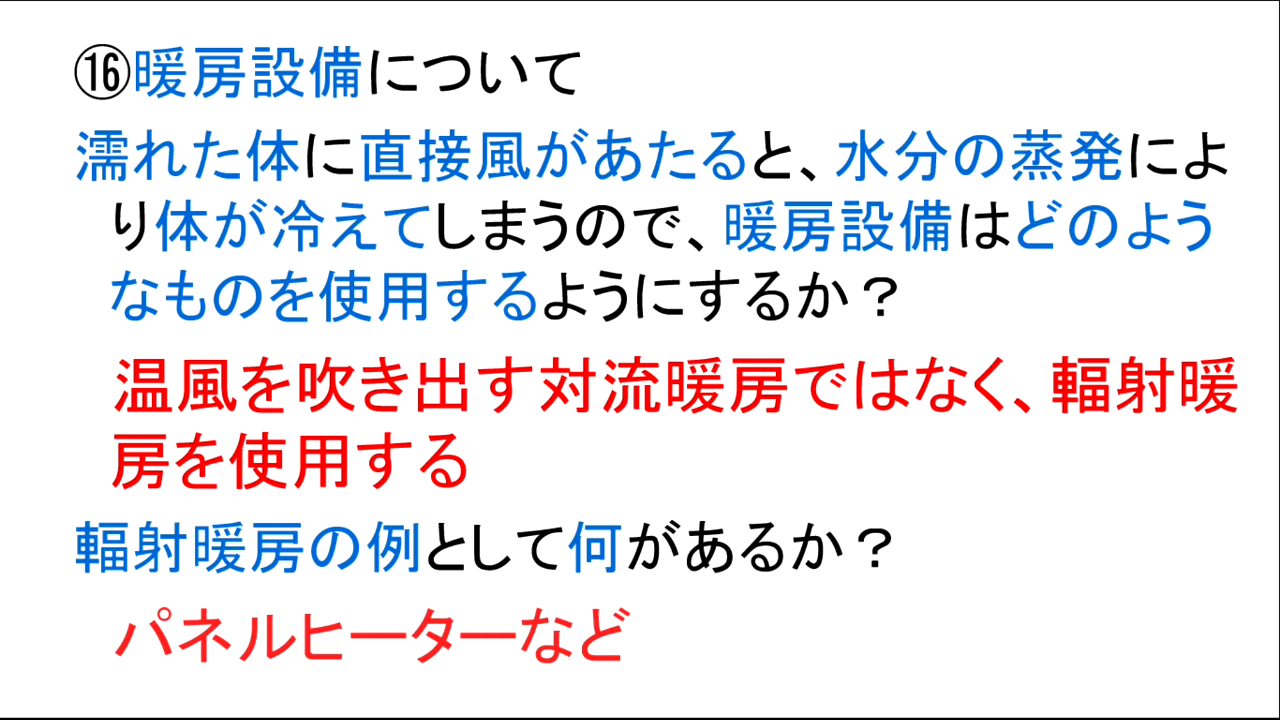 ⑯暖房設備について
濡れた体に直接風があたると、水分の蒸発によ
り体が冷えてしまうので、暖房設備はどのよう
なものを使用するようにするか？
温風を吹き出す対流暖房ではなく、輻射暖
房を使用する
輻射暖房の例として何があるか？
パネルヒーターなど